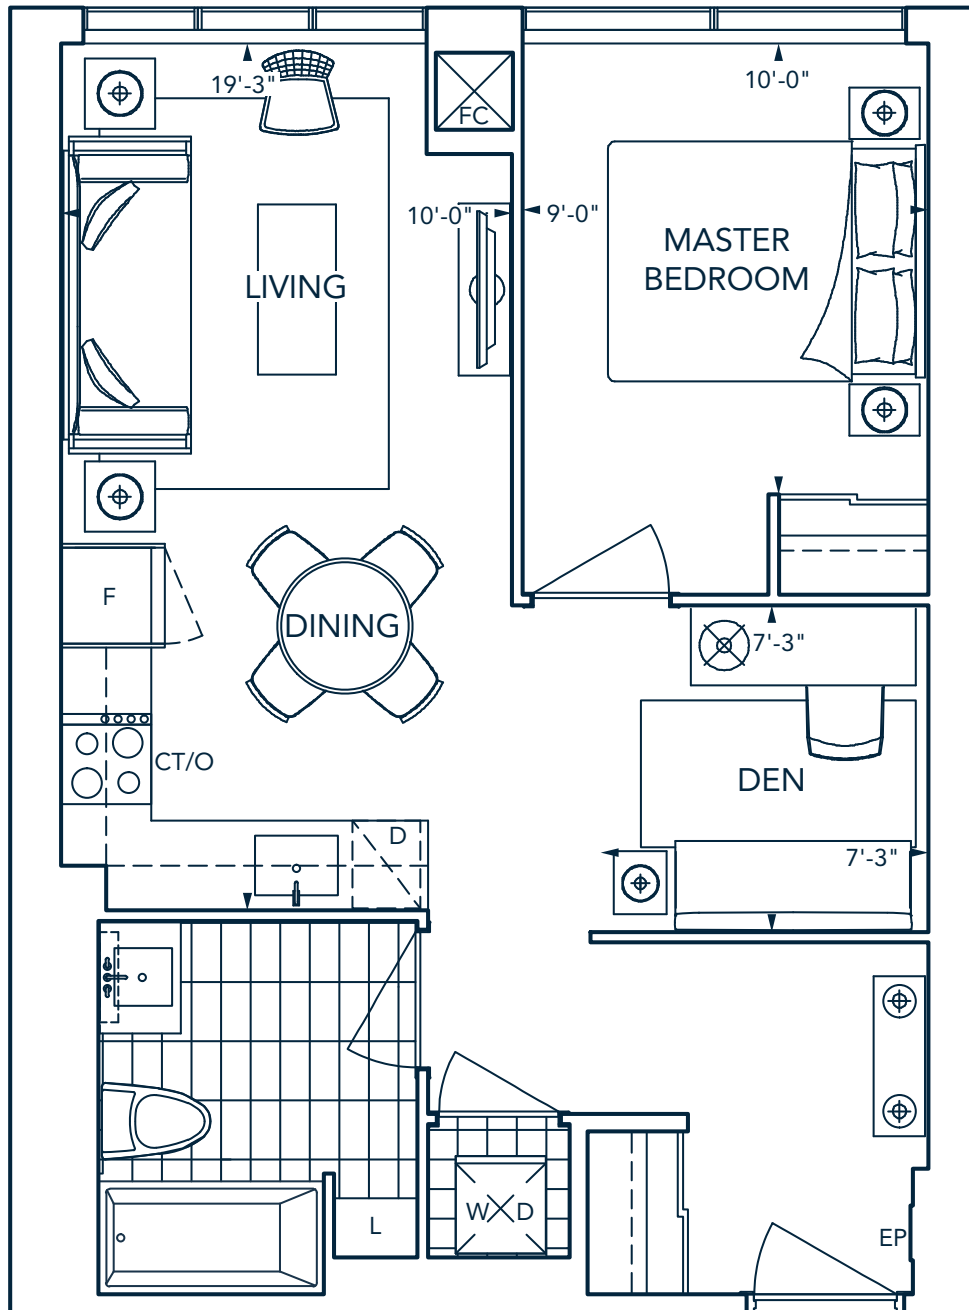 19'-3"
FC
10'-0"
10'-0"
9'-0"
MASTER
BEDROOM
LIVING
F
DINING
7'-3"
CT/O
DEN
D
7'-3"
L
W D
EP